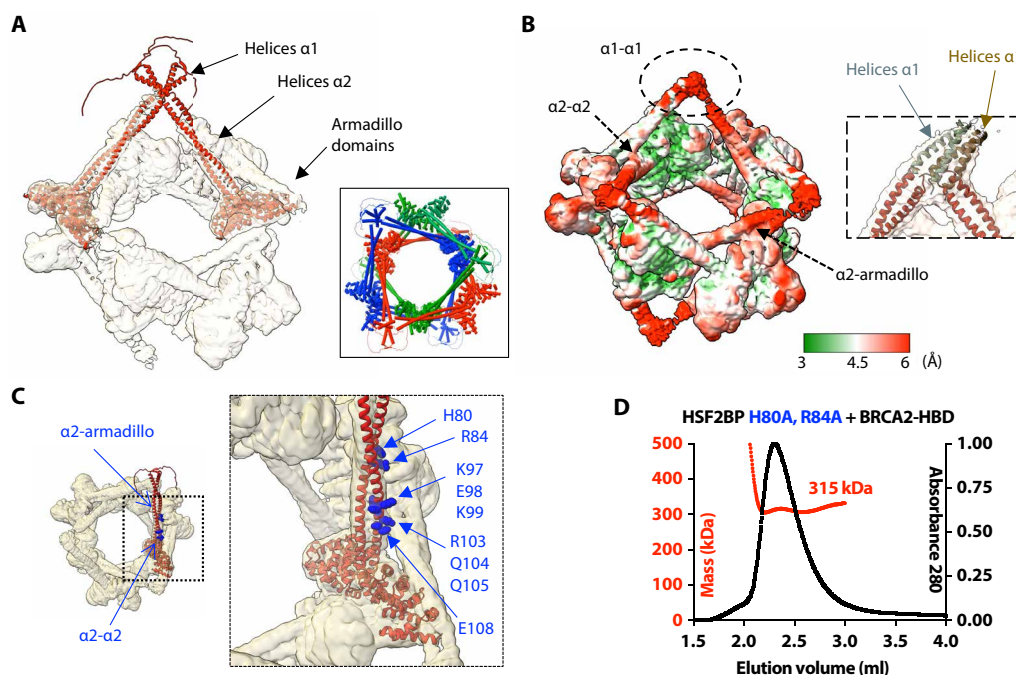 A
Helices α1
Helices α2
Armadillo
domains
B
α1-α1
α2-α2
α2-armadillo
Helices α1
Helices α
3 4.5 6 (Å)
C
α2-armadillo
α2-α2
H80
R84
K97
E98
K99
R103
Q104
Q105
E108
D
HSF2BP H80A, R84A + BRCA2-HBD
Mass (kDa)
500
400
300
200
100
0
315 kDa
1.00
0.75
0.50
0.25
0.00
Absorbance 280
1.5 2.0 2.5 3.0 3.5 4.0
Elution volume (ml)